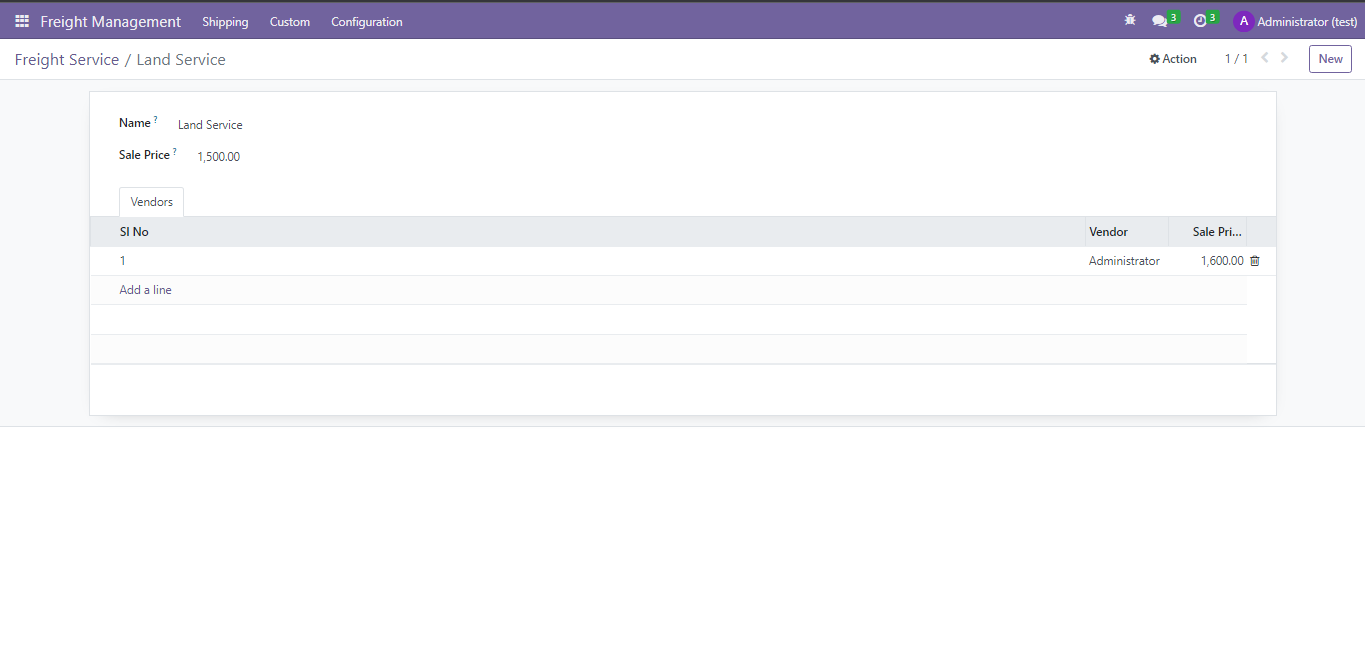 Freight Management Shipping Custom Configuration 3 3 A Administrator (test)
Freight Service / Land Service Action 1 / 1 New
Name ? Land Service
Sale Price ? 1,500.00
Vendors
Sl No Vendor Sale Pri...
1 Administrator 1,600.00
Add a line